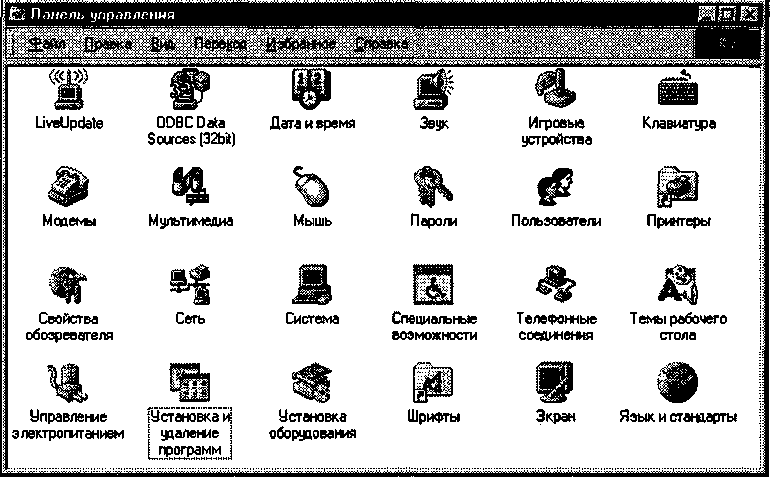 Панель управления
Файл Правка Вид Переход Избранное Справка
LiveUpdate
ODBC Data
Sources (32bit)
Дата и время
Звук
Игровые
устройства
Клавиатура
Модемы
Мультимедиа
Мышь
Пароли
Пользователи
Принтеры
Свойства
обозревателя
Сеть
Система
Специальные
возможности
Телефонные
соединения
Темы рабочего
стола
Управление
электропитанием
Установка и
удаление
программ
Установка
оборудования
Шрифты
Экран
Язык и стандарты